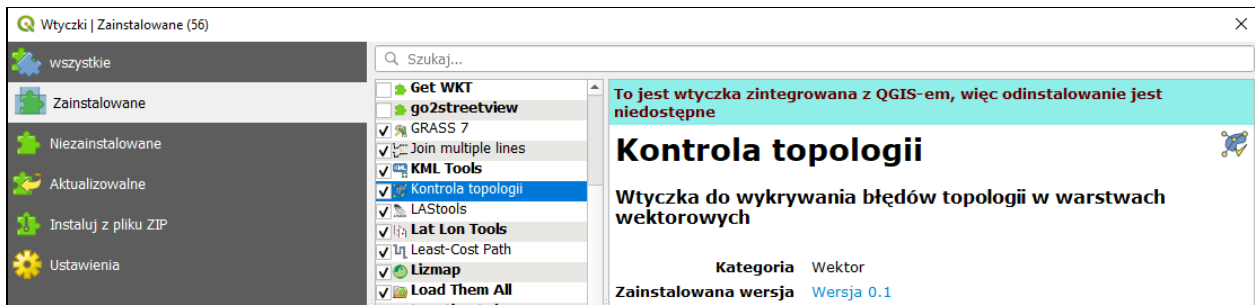 Wtyczki | Zainstalowane (56)
wszystkie
Zainstalowane
Niezainstalowane
Aktualizowalne
Instaluj z pliku ZIP
Ustawienia
Szukaj...
Get WKT
go2streetview
GRASS 7
Join multiple lines
KML Tools
Kontrola topologii
LAStools
Lat Lon Tools
Least-Cost Path
Lizmap
Load Them All
To jest wtyczka zintegrowana z QGIS-em, więc odinstalowanie jest
niedostępne
Kontrola topologii
Wtyczka do wykrywania błędów topologii w warstwach
wektorowych
Kategoria Wektor
Zainstalowana wersja Wersja 0.1